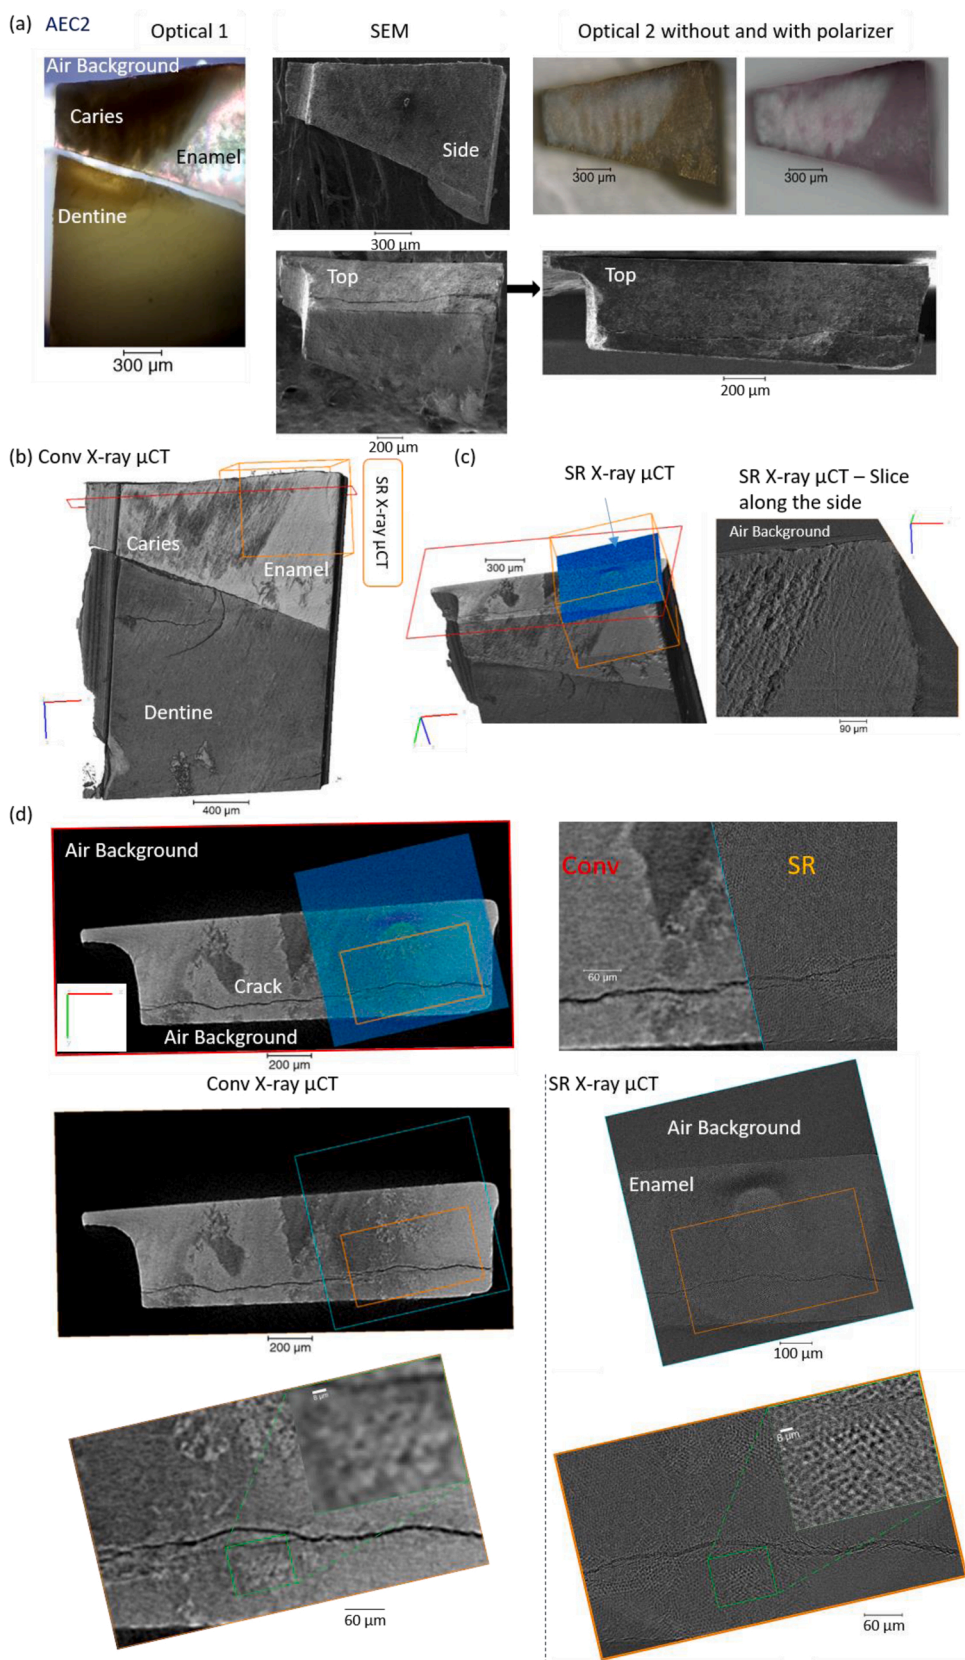 (a) AEC2
Optical 1
SEM
Optical 2 without and with polarizer
Air Background
Caries
Enamel
Dentine
300 µm
Side
300 µm
300 µm
300 µm
Top
200 µm
Top
200 µm
(b) Conv X-ray µCT
SR X-ray µCT
Caries
Enamel
Dentine
400 µm
(c)
SR X-ray µCT
300 µm
SR X-ray µCT – Slice
along the side
Air Background
90 µm
(d)
Air Background
Crack
Air Background
200 µm
Conv
SR
60 µm
Conv X-ray µCT
SR X-ray µCT
200 µm
Air Background
Enamel
100 µm
8 µm
60 µm
8 µm
60 µm